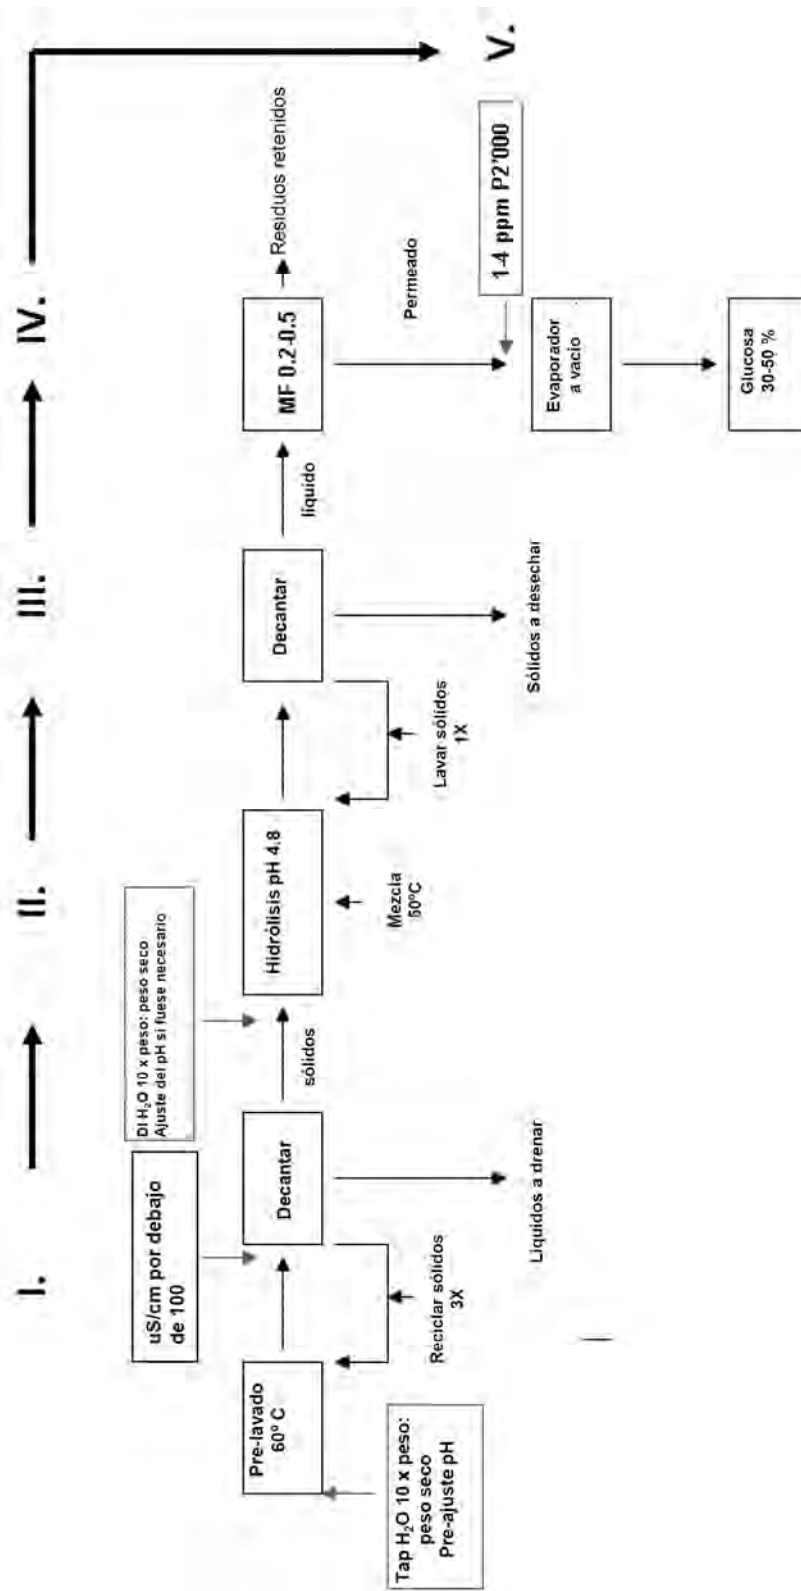 I.
II.
III.
IV.
V.
uS/cm por debajo
de 100
DI H₂O 10 x peso: peso seco
Ajuste del pH si fuese necesario
Pre-lavado
60º C
Decantar
sólidos
Hidrólisis pH 4.8
Decantar
líquido
MF 0.2-0.5
Residuos retenidos
Tap H₂O 10 x peso:
peso seco
Pre-ajuste pH
Reciclar sólidos
3X
Mezcla
50ºC
Lavar sólidos
1X
Permeado
1-4 ppm P2'000
Liquidos a drenar
Sólidos a desechar
Evaporador
a vacio
Glucosa
30-50 %